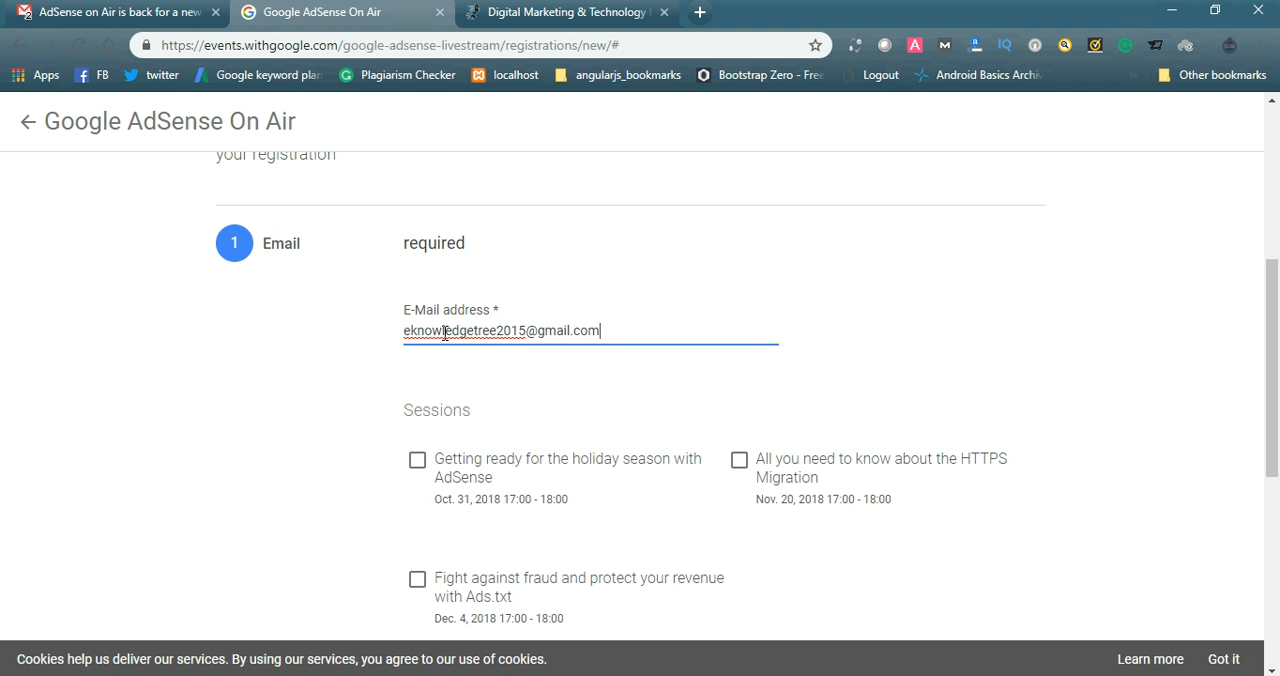 AdSense on Air is back for a new
Google AdSense On Air
Digital Marketing & Technology
https://events.withgoogle.com/google-adsense-livestream/registrations/new/#
Apps
FB
twitter
Google keyword plan
Plagiarism Checker
localhost
angularjs_bookmarks
Bootstrap Zero - Free
Logout
Android Basics Archiv
Other bookmarks
← Google AdSense On Air
your registration
1 Email
required
E-Mail address *
eknowledgetree2015@gmail.com
Sessions
Getting ready for the holiday season with
AdSense
Oct. 31, 2018 17:00 - 18:00
All you need to know about the HTTPS
Migration
Nov. 20, 2018 17:00 - 18:00
Fight against fraud and protect your revenue
with Ads.txt
Dec. 4, 2018 17:00 - 18:00
Cookies help us deliver our services. By using our services, you agree to our use of cookies.
Learn more
Got it